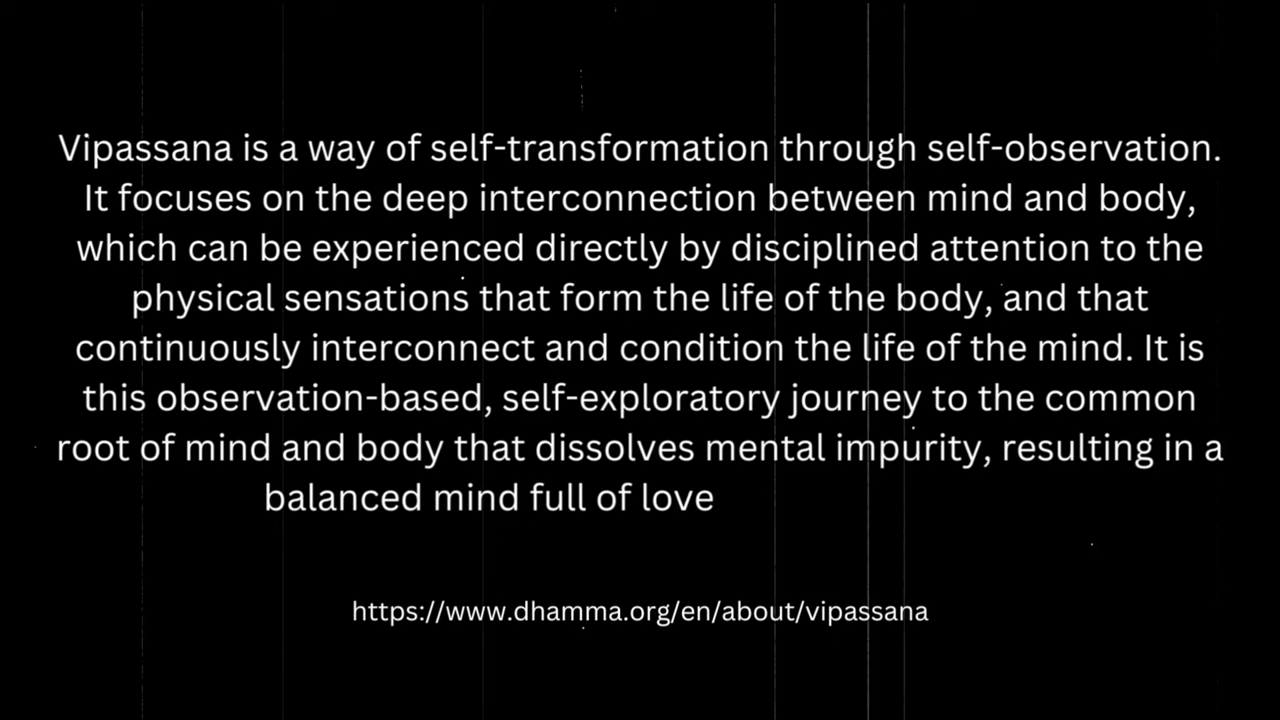 Vipassana is a way of self-transformation through self-observation.
It focuses on the deep interconnection between mind and body,
which can be experienced directly by disciplined attention to the
physical sensations that form the life of the body, and that
continuously interconnect and condition the life of the mind. It is
this observation-based, self-exploratory journey to the common
root of mind and body that dissolves mental impurity, resulting in a
balanced mind full of love
https://www.dhamma.org/en/about/vipassana